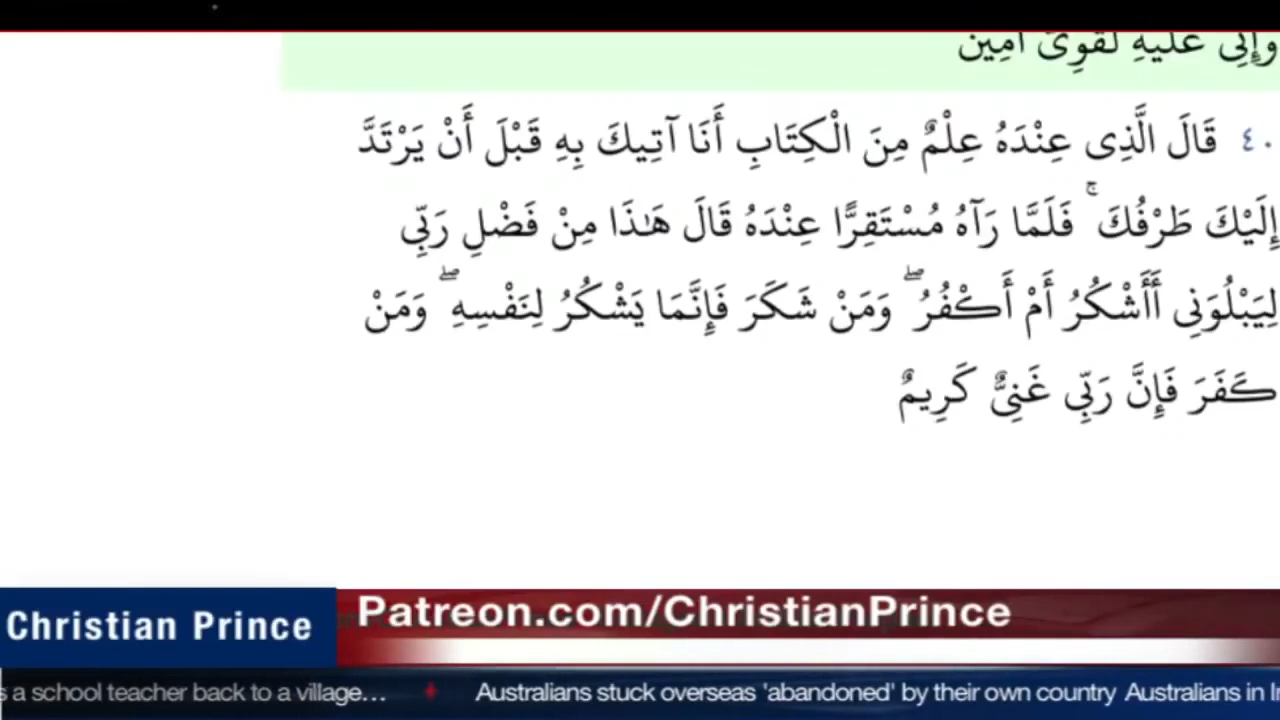 وَإِنِّى عَلَيْهِ لَقَوِىٌّ أَمِينٌ
٤٠ قَالَ الَّذِى عِنْدَهُ عِلْمٌ مِنَ الْكِتَابِ أَنَا آتِيكَ بِهِ قَبْلَ أَنْ يَرْتَدَّ
إِلَيْكَ طَرْفُكَ ۚ فَلَمَّا رَآهُ مُسْتَقِرًّا عِنْدَهُ قَالَ هَٰذَا مِنْ فَضْلِ رَبِّى
لِيَبْلُوَنِى أَأَشْكُرُ أَمْ أَكْفُرُ ۖ وَمَنْ شَكَرَ فَإِنَّمَا يَشْكُرُ لِنَفْسِهِ ۖ وَمَنْ
كَفَرَ فَإِنَّ رَبِّى غَنِىٌّ كَرِيمٌ
Christian Prince
Patreon.com/ChristianPrince
s a school teacher back to a village... Australians stuck overseas 'abandoned' by their own country Australians in